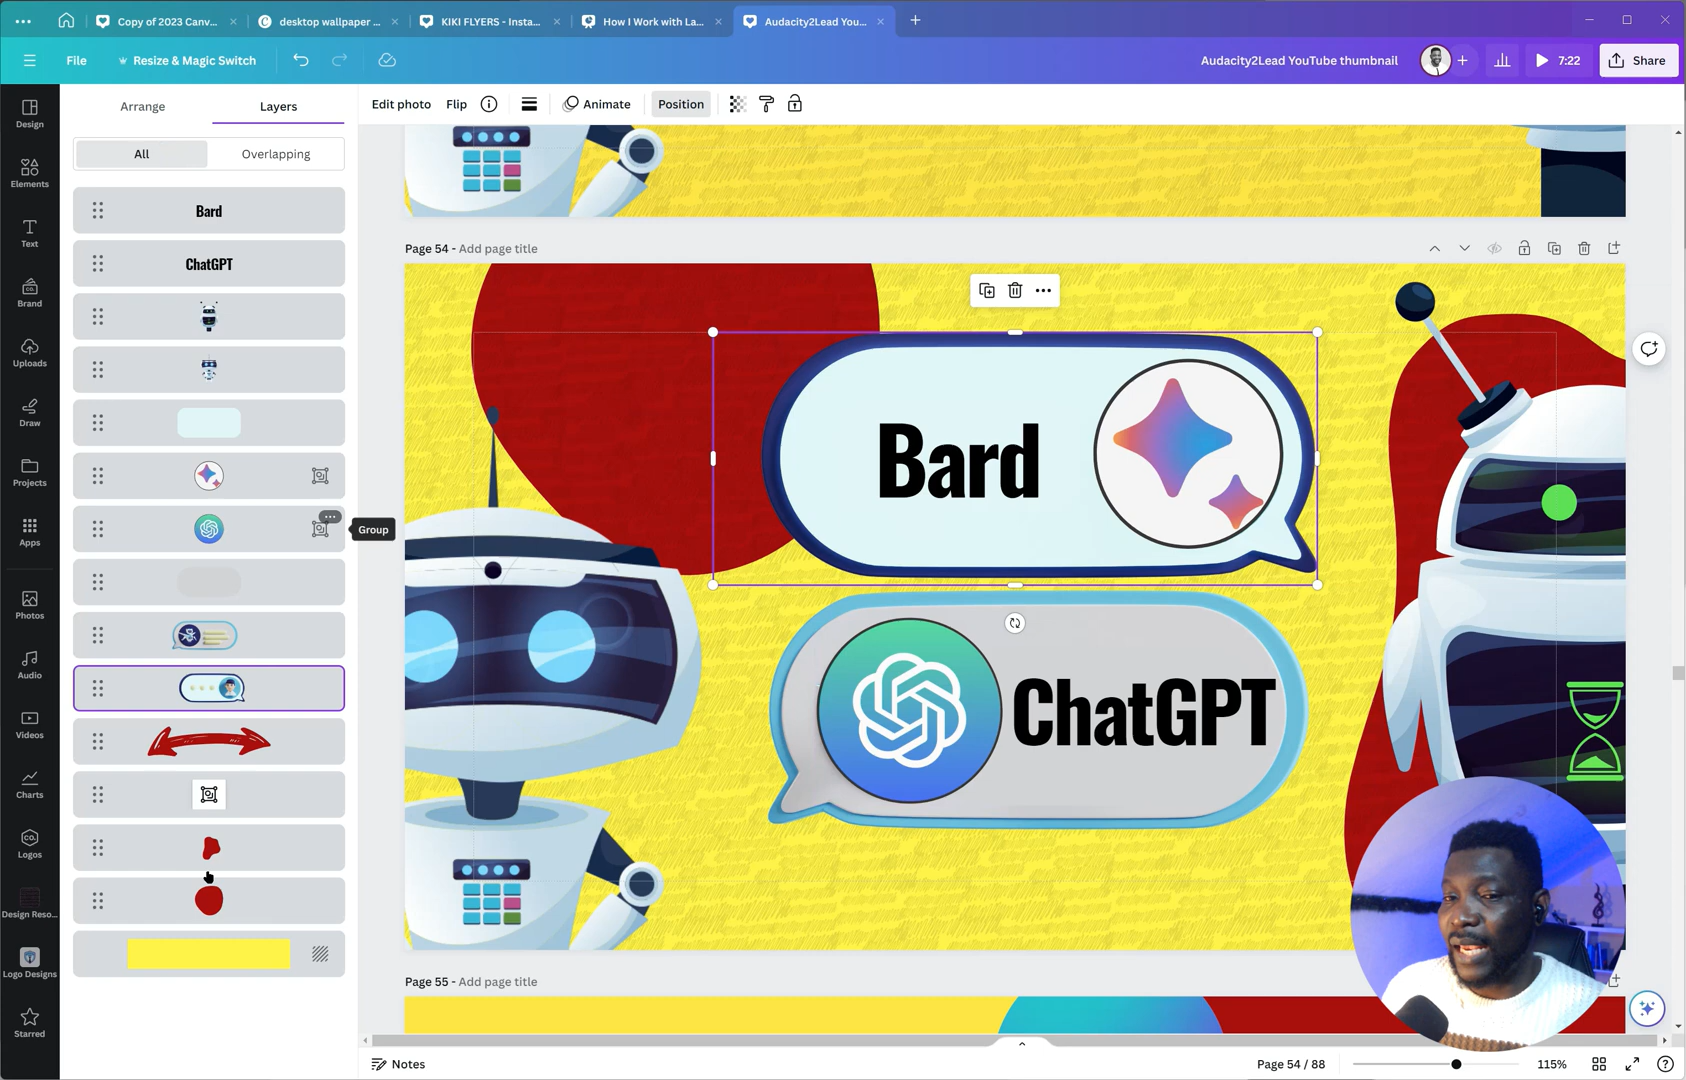 Copy of 2023 Canv...
desktop wallpaper ...
KIKI FLYERS - Insta...
How I Work with La...
Audacity2Lead You...
File
Resize & Magic Switch
Audacity2Lead YouTube thumbnail
7:22
Share
Design
Elements
Text
Brand
Uploads
Draw
Projects
Apps
Photos
Audio
Videos
Charts
Logos
Design Reso...
Logo Designs
Starred
Arrange
Layers
All
Overlapping
Bard
ChatGPT
Group
Edit photo
Flip
Animate
Position
Page 54 - Add page title
Bard
ChatGPT
Page 55 - Add page title
Notes
Page 54 / 88
115%